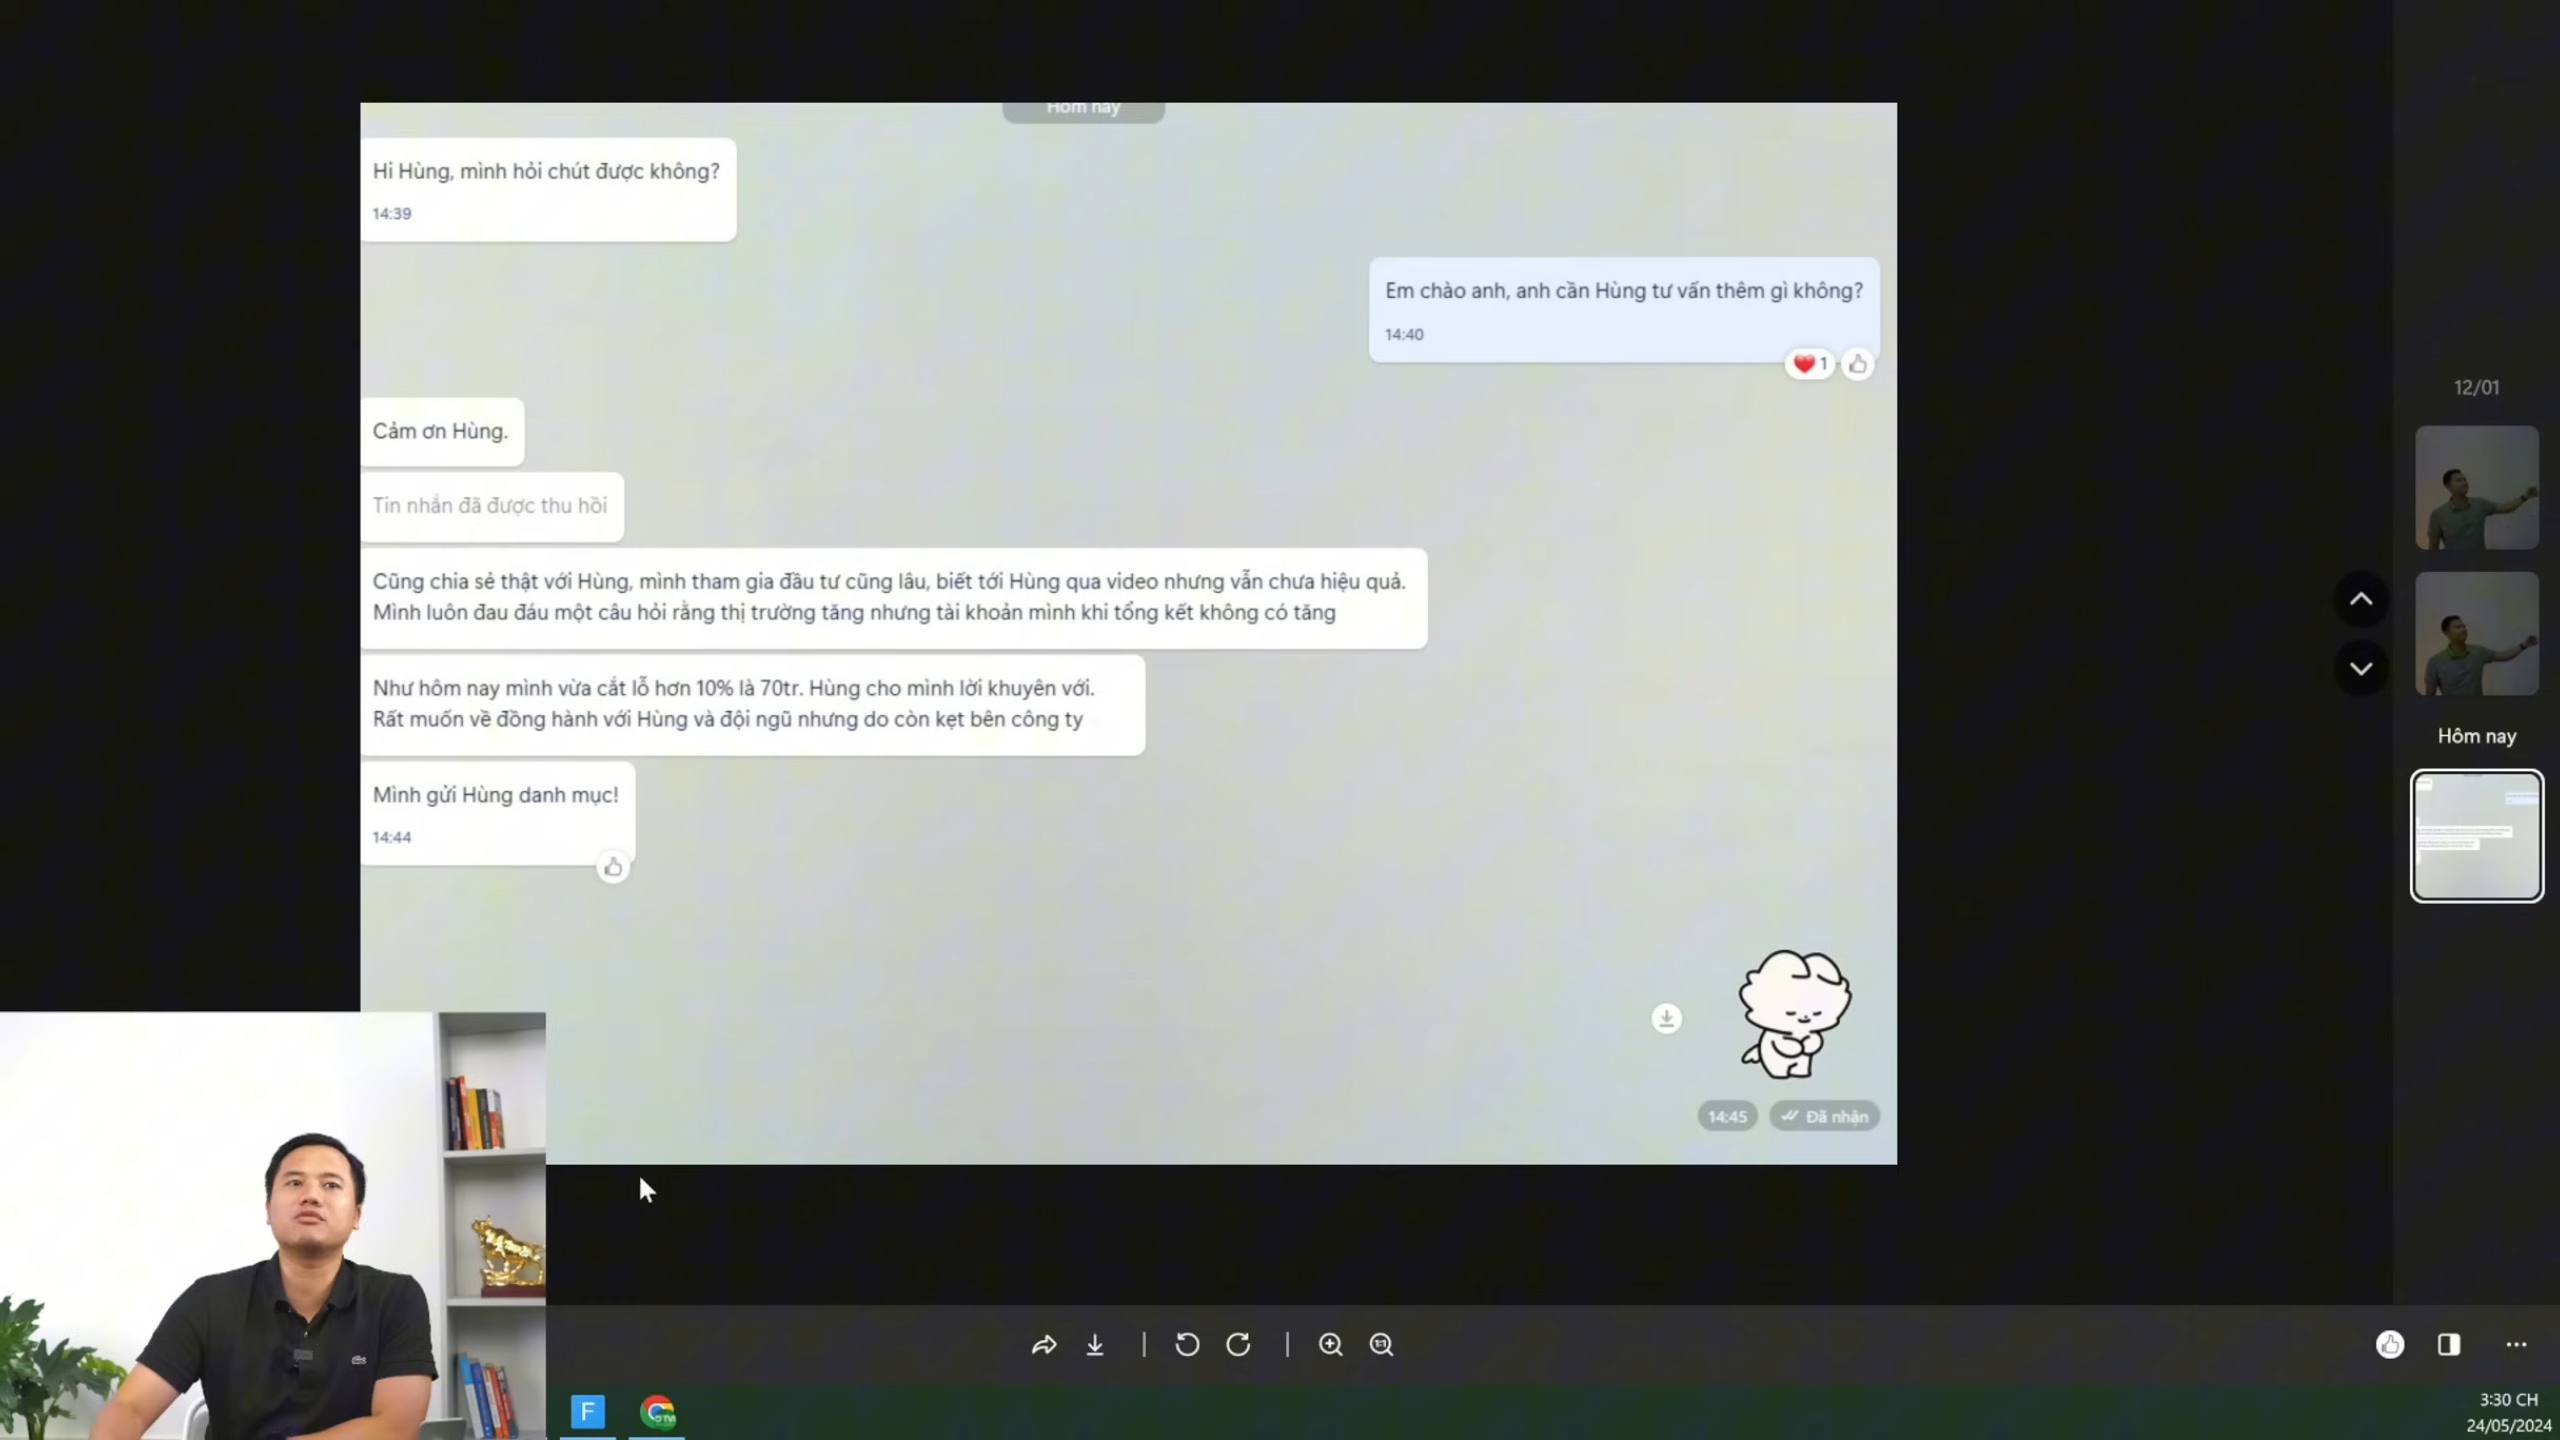 Hôm nay
Hi Hùng, mình hỏi chút được không?
14:39
Em chào anh, anh cần Hùng tư vấn thêm gì không?
14:40
1
Cảm ơn Hùng.
Tin nhắn đã được thu hồi
Cũng chia sẻ thật với Hùng, mình tham gia đầu tư cũng lâu, biết tới Hùng qua video nhưng vẫn chưa hiệu quả.
Mình luôn đau đáu một câu hỏi rằng thị trường tăng nhưng tài khoản mình khi tổng kết không có tăng
Như hôm nay mình vừa cắt lỗ hơn 10% là 70tr. Hùng cho mình lời khuyên với.
Rất muốn về đồng hành với Hùng và đội ngũ nhưng do còn kẹt bên công ty
Mình gửi Hùng danh mục!
14:44
14:45
Đã nhận
12/01
Hôm nay
F
3:30 CH
24/05/2024